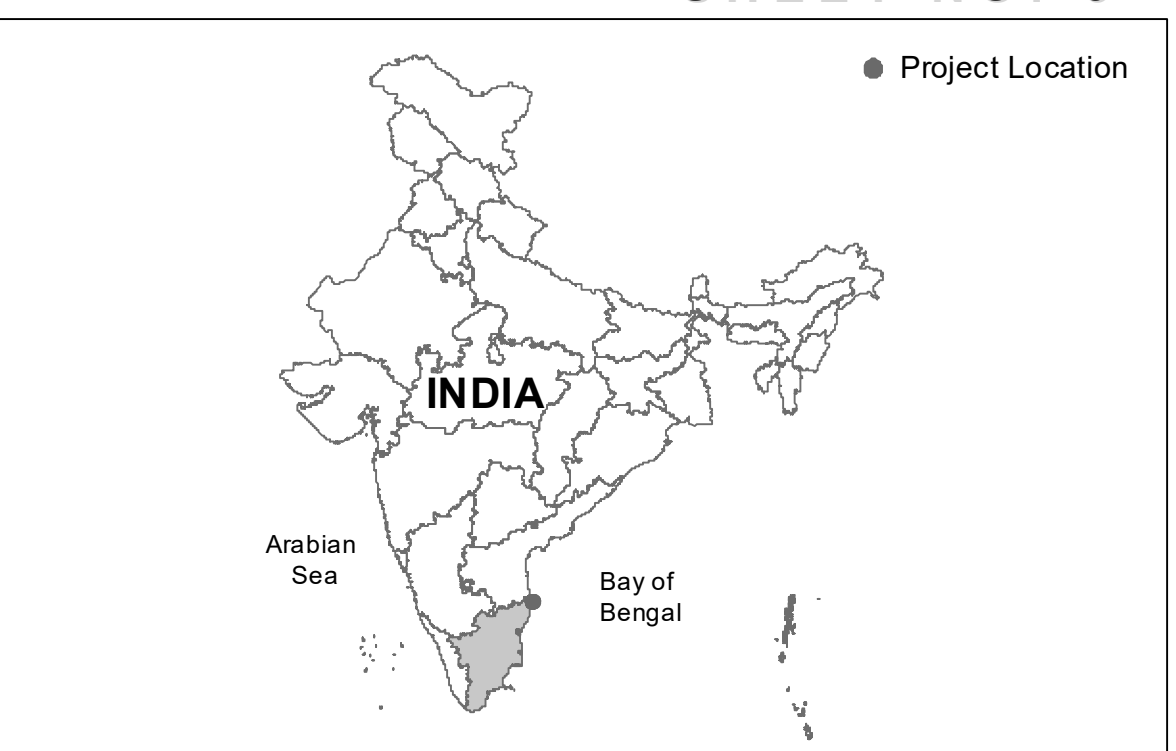 Project Location
INDIA
Arabian
Sea
Bay of
Bengal